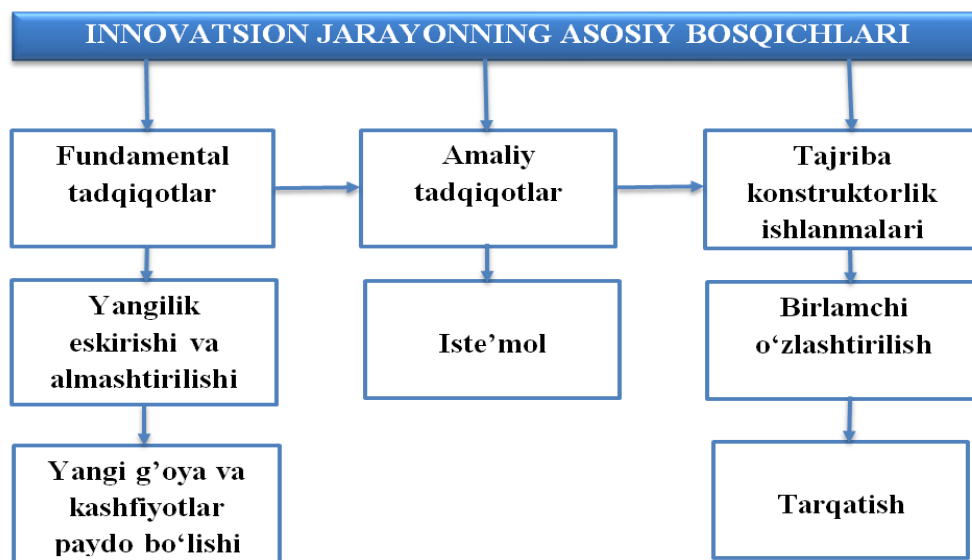 INNOVATSION JARAYONNING ASOSIY BOSQICHLARI
Fundamental
tadqiqotlar
Amaliy
tadqiqotlar
Tajriba
konstruktorlik
ishlanmalari
Yangilik
eskirishi va
almashtirilishi
Iste’mol
Birlamchi
o‘zlashtirilish
Yangi g’oya va
kashfiyotlar
paydo bo‘lishi
Tarqatish